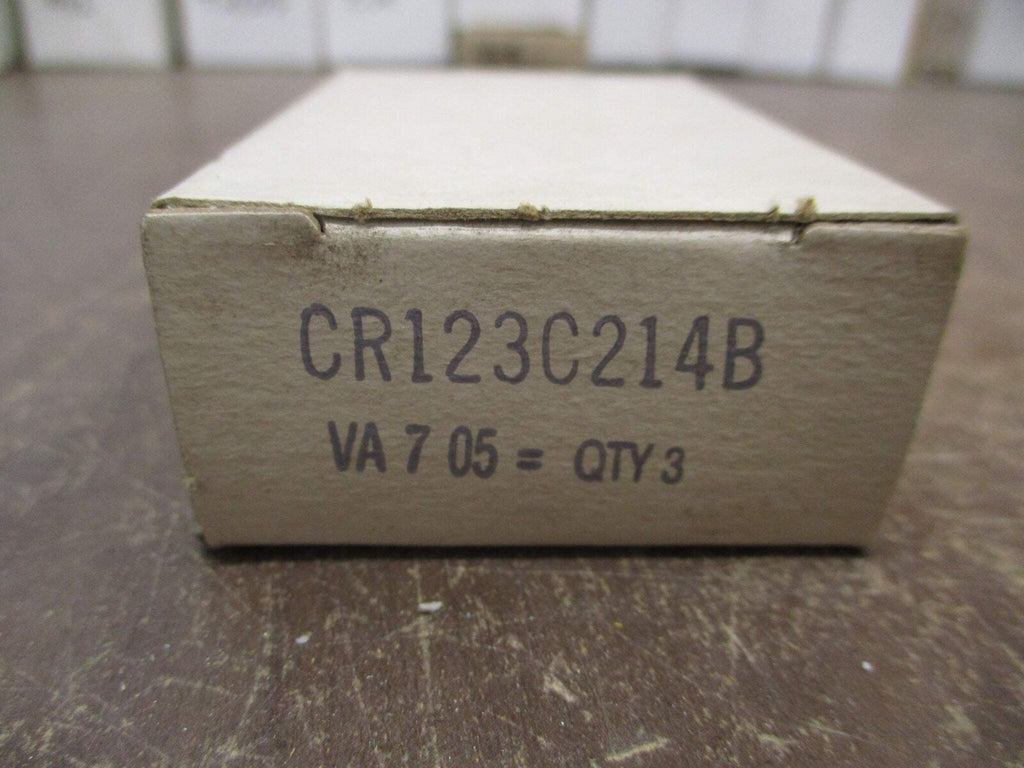 CR123C214B
VA 7 05 = QTY 3